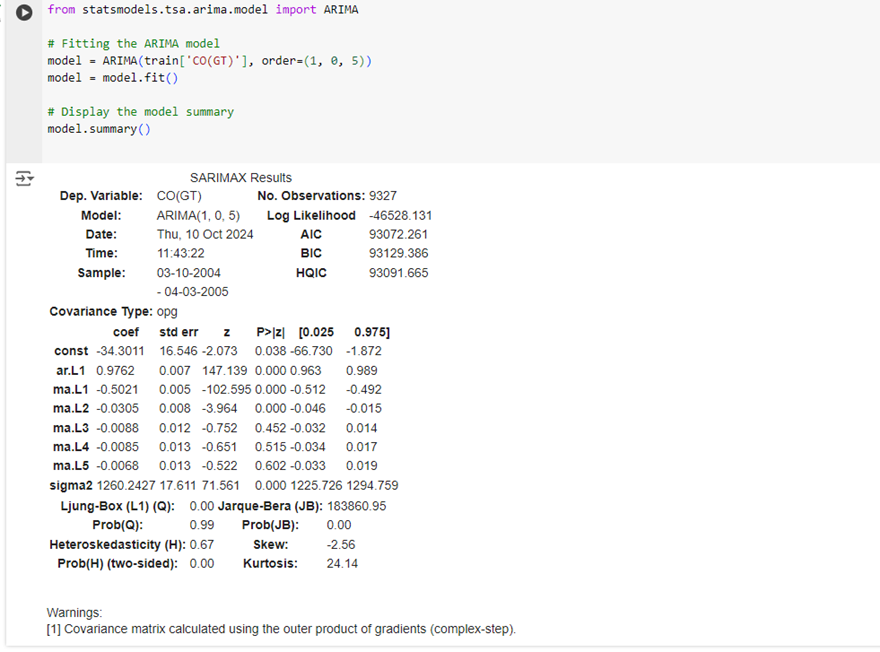 from statsmodels.tsa.arima.model import ARIMA
# Fitting the ARIMA model
model = ARIMA(train['CO(GT)'], order=(1, 0, 5))
model = model.fit()
# Display the model summary
model.summary()
SARIMAX Results
Dep. Variable: CO(GT) No. Observations: 9327
Model: ARIMA(1, 0, 5) Log Likelihood -46528.131
Date: Thu, 10 Oct 2024 AIC 93072.261
Time: 11:43:22 BIC 93129.386
Sample: 03-10-2004 HQIC 93091.665
- 04-03-2005
Covariance Type: opg
coef std err z P>|z| [0.025 0.975]
const -34.3011 16.546 -2.073 0.038 -66.730 -1.872
ar.L1 0.9762 0.007 147.139 0.000 0.963 0.989
ma.L1 -0.5021 0.005 -102.595 0.000 -0.512 -0.492
ma.L2 -0.0305 0.008 -3.964 0.000 -0.046 -0.015
ma.L3 -0.0088 0.012 -0.752 0.452 -0.032 0.014
ma.L4 -0.0085 0.013 -0.651 0.515 -0.034 0.017
ma.L5 -0.0068 0.013 -0.522 0.602 -0.033 0.019
sigma2 1260.2427 17.611 71.561 0.000 1225.726 1294.759
Ljung-Box (L1) (Q): 0.00 Jarque-Bera (JB): 183860.95
Prob(Q): 0.99 Prob(JB): 0.00
Heteroskedasticity (H): 0.67 Skew: -2.56
Prob(H) (two-sided): 0.00 Kurtosis: 24.14
Warnings:
[1] Covariance matrix calculated using the outer product of gradients (complex-step).